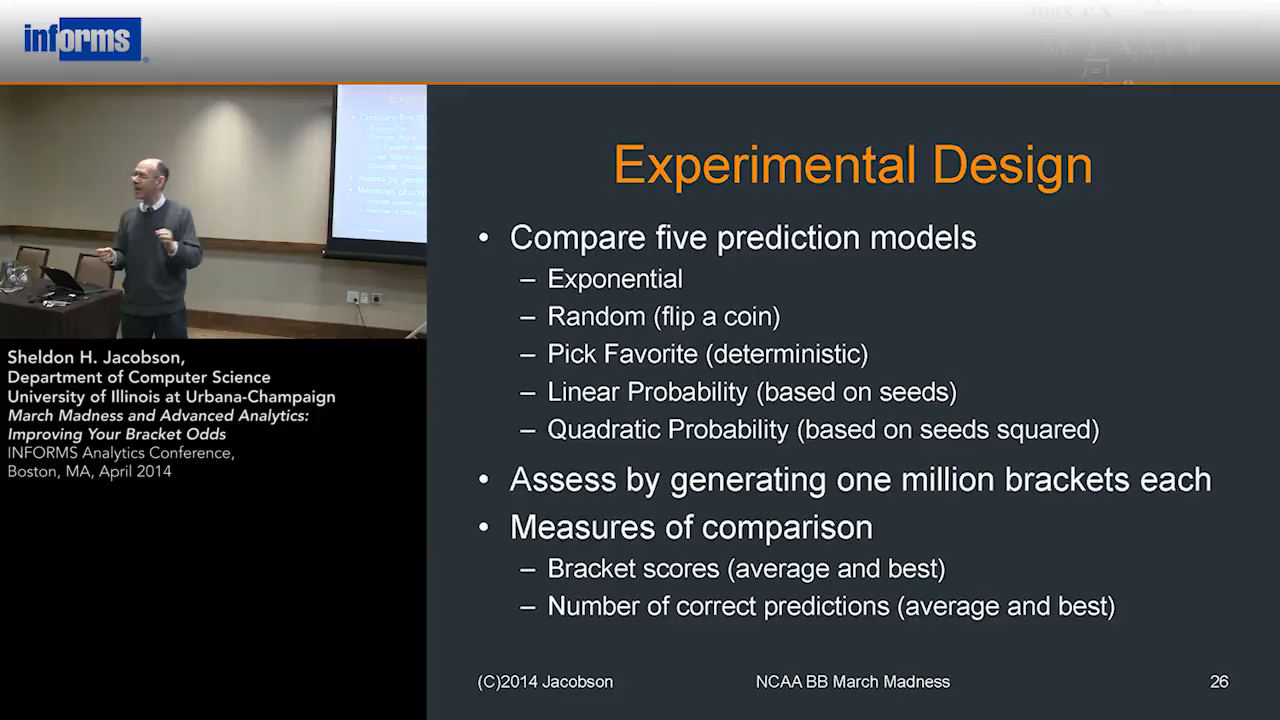 informs
Experimental Design
• Compare five prediction models
– Exponential
– Random (flip a coin)
– Pick Favorite (deterministic)
– Linear Probability (based on seeds)
– Quadratic Probability (based on seeds squared)
• Assess by generating one million brackets each
• Measures of comparison
– Bracket scores (average and best)
– Number of correct predictions (average and best)
(C)2014 Jacobson NCAA BB March Madness 26
Sheldon H. Jacobson,
Department of Computer Science
University of Illinois at Urbana-Champaign
March Madness and Advanced Analytics:
Improving Your Bracket Odds
INFORMS Analytics Conference,
Boston, MA, April 2014